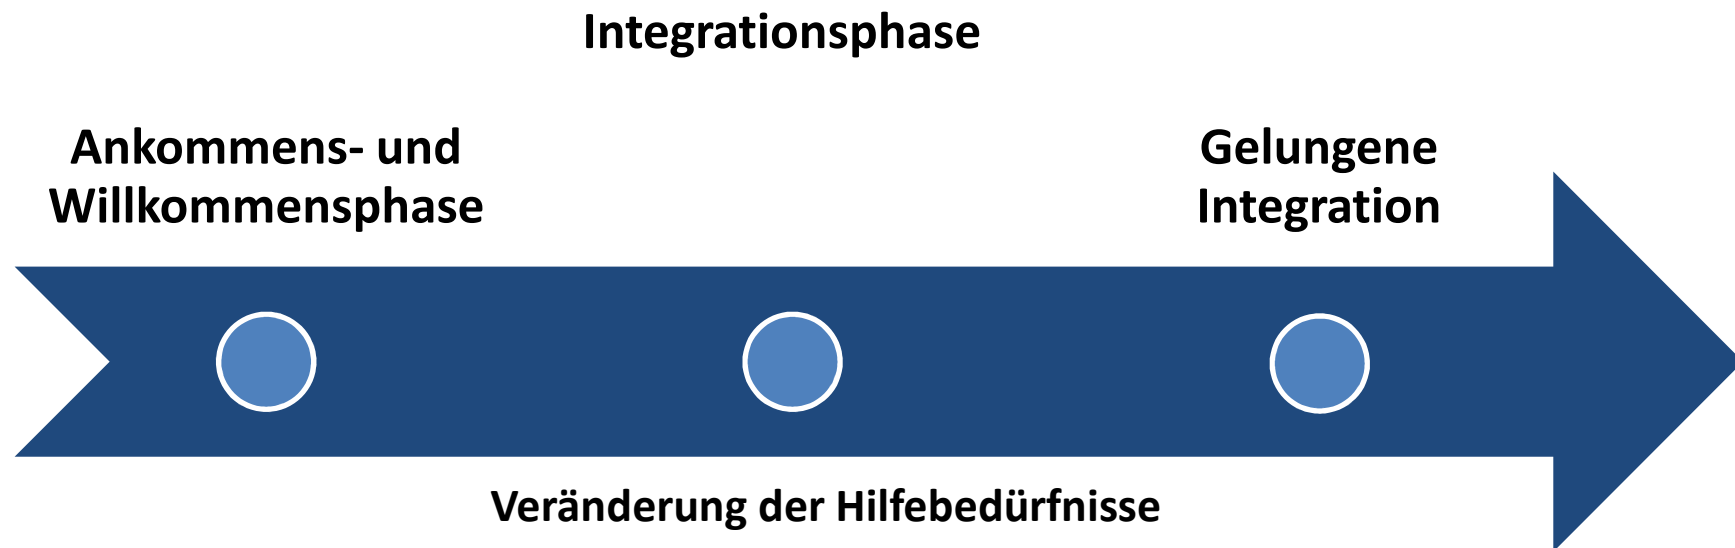 Integrationsphase
Ankommens- und
Willkommensphase
Gelungene
Integration
Veränderung der Hilfebedürfnisse